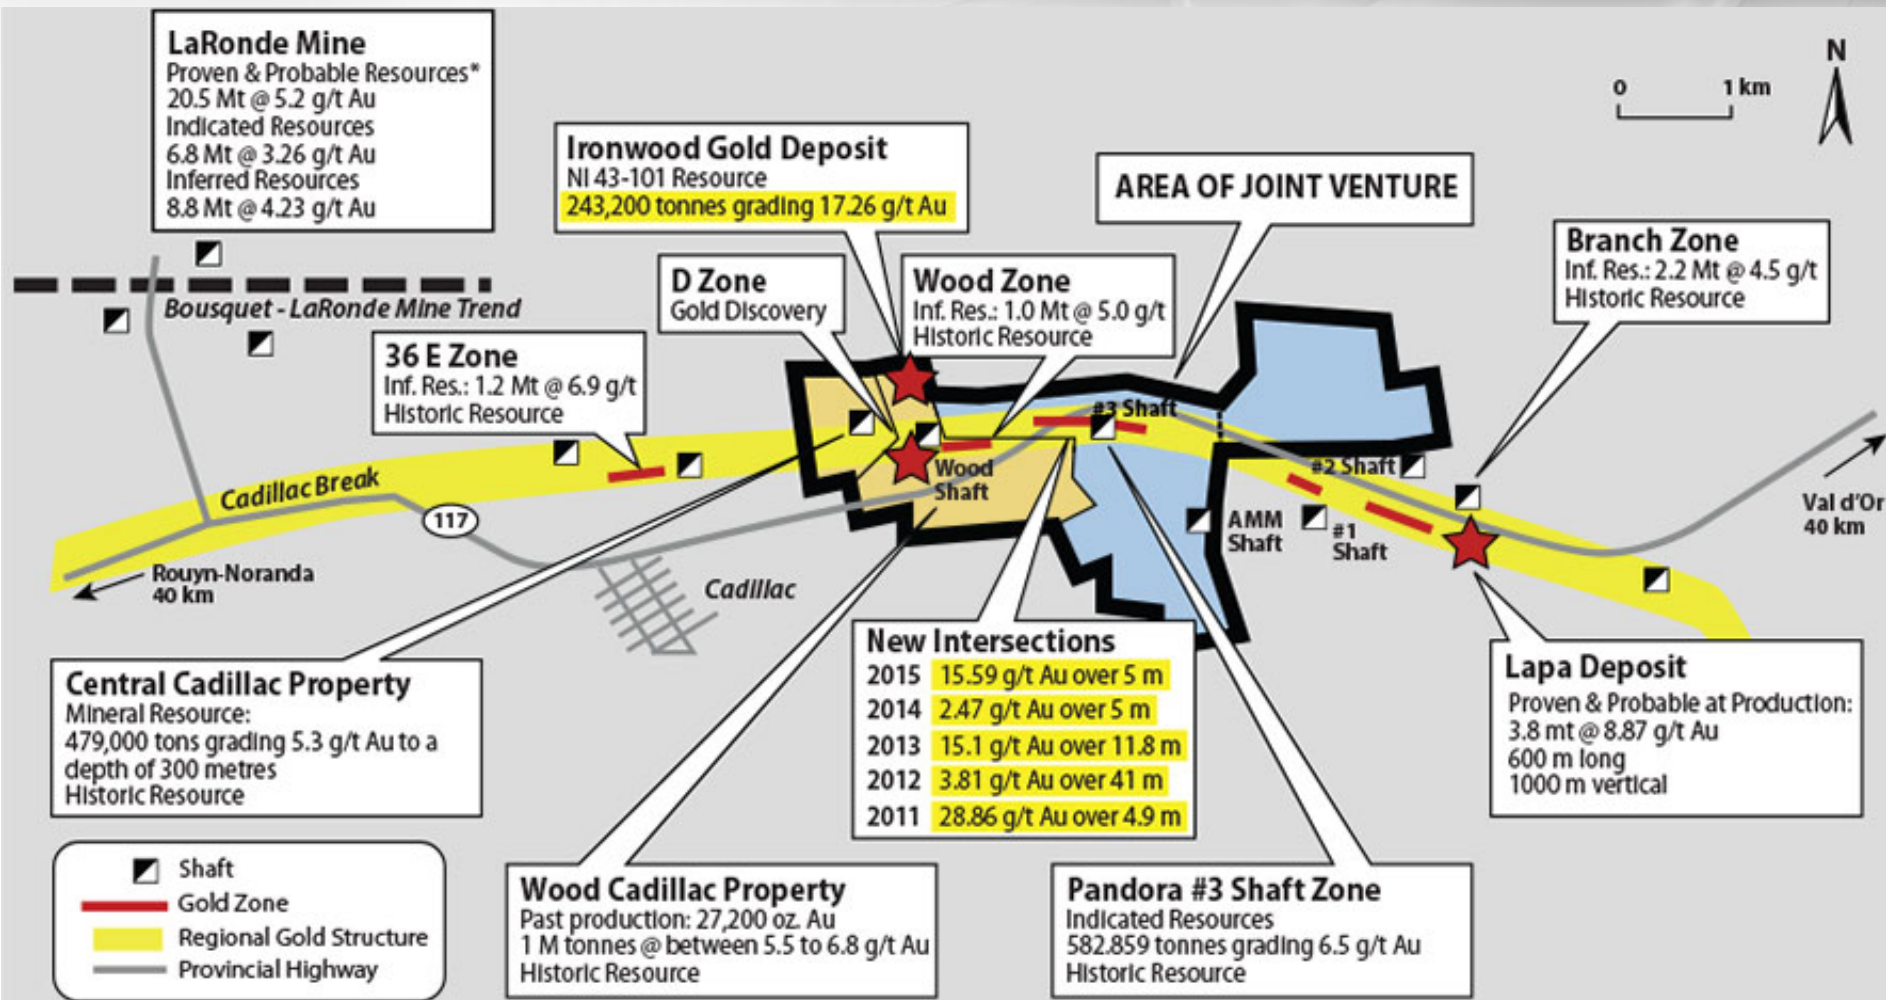 LaRonde Mine
Proven & Probable Resources*
20.5 Mt @ 5.2 g/t Au
Indicated Resources
6.8 Mt @ 3.26 g/t Au
Inferred Resources
8.8 Mt @ 4.23 g/t Au
N
0 1 km
Ironwood Gold Deposit
NI 43-101 Resource
243,200 tonnes grading 17.26 g/t Au
AREA OF JOINT VENTURE
Branch Zone
Inf. Res.: 2.2 Mt @ 4.5 g/t
Historic Resource
D Zone
Gold Discovery
Wood Zone
Inf. Res.: 1.0 Mt @ 5.0 g/t
Historic Resource
Bousquet - LaRonde Mine Trend
36 E Zone
Inf. Res.: 1.2 Mt @ 6.9 g/t
Historic Resource
#3 Shaft
Wood
Shaft
#2 Shaft
Cadillac Break
117
AMM
Shaft
#1
Shaft
Val d'Or
40 km
Rouyn-Noranda
40 km
Cadillac
New Intersections
2015 15.59 g/t Au over 5 m
2014 2.47 g/t Au over 5 m
2013 15.1 g/t Au over 11.8 m
2012 3.81 g/t Au over 41 m
2011 28.86 g/t Au over 4.9 m
Central Cadillac Property
Mineral Resource:
479,000 tons grading 5.3 g/t Au to a
depth of 300 metres
Historic Resource
Lapa Deposit
Proven & Probable at Production:
3.8 mt @ 8.87 g/t Au
600 m long
1000 m vertical
Shaft
Gold Zone
Regional Gold Structure
Provincial Highway
Wood Cadillac Property
Past production: 27,200 oz. Au
1 M tonnes @ between 5.5 to 6.8 g/t Au
Historic Resource
Pandora #3 Shaft Zone
Indicated Resources
582.859 tonnes grading 6.5 g/t Au
Historic Resource